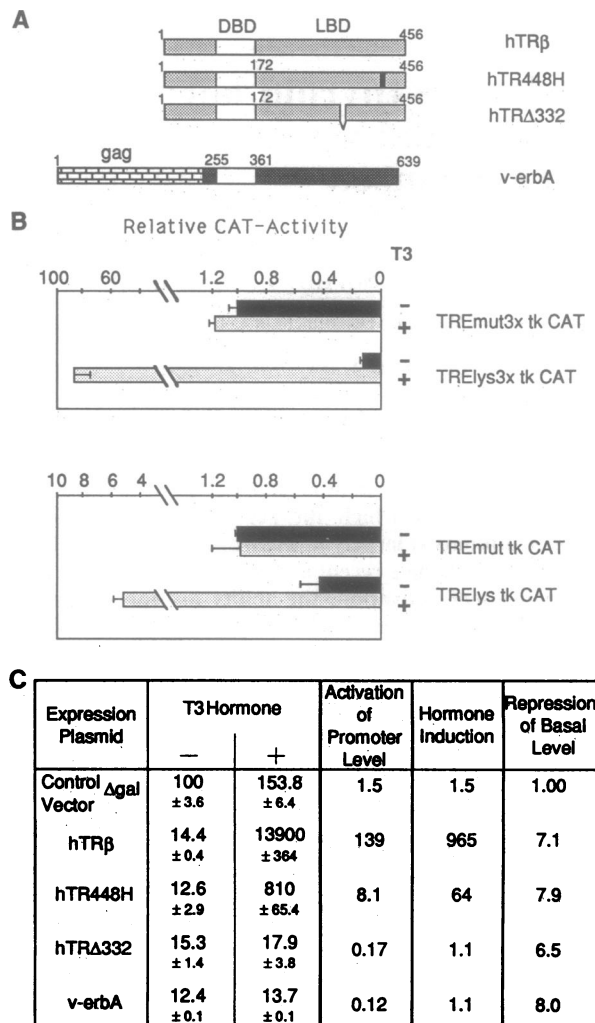 A
DBD LBD
1 456
hTRβ
1 172 456
hTR448H
1 172 456
hTRΔ332
1 gag 255 361 639
v-erbA
B
Relative CAT-Activity
T3
100 60 1.2 0.8 0.4 0
−
+
TREmut3x tk CAT
−
+
TRElys3x tk CAT
10 8 6 4 1.2 0.8 0.4 0
−
+
TREmut tk CAT
−
+
TRElys tk CAT
C
Expression Plasmid T3 Hormone Activation of Promoter Level Hormone Induction Repression of Basal Level
− +
Control Vector Δgal 100 ± 3.6 153.8 ± 6.4 1.5 1.5 1.00
hTRβ 14.4 ± 0.4 13900 ± 364 139 965 7.1
hTR448H 12.6 ± 2.9 810 ± 65.4 8.1 64 7.9
hTRΔ332 15.3 ± 1.4 17.9 ± 3.8 0.17 1.1 6.5
v-erbA 12.4 ± 0.1 13.7 ± 0.1 0.12 1.1 8.0